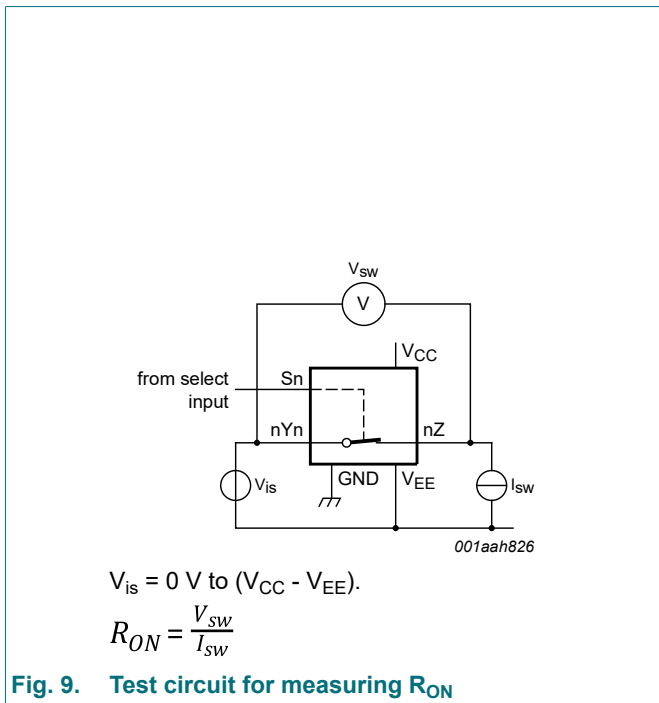 Vsw
V
VCC
from select
input
Sn
nYn
nZ
Vis
GND
VEE
Isw
001aah826
Vis = 0 V to (VCC - VEE).
RON = Vsw / Isw
Fig. 9. Test circuit for measuring RON